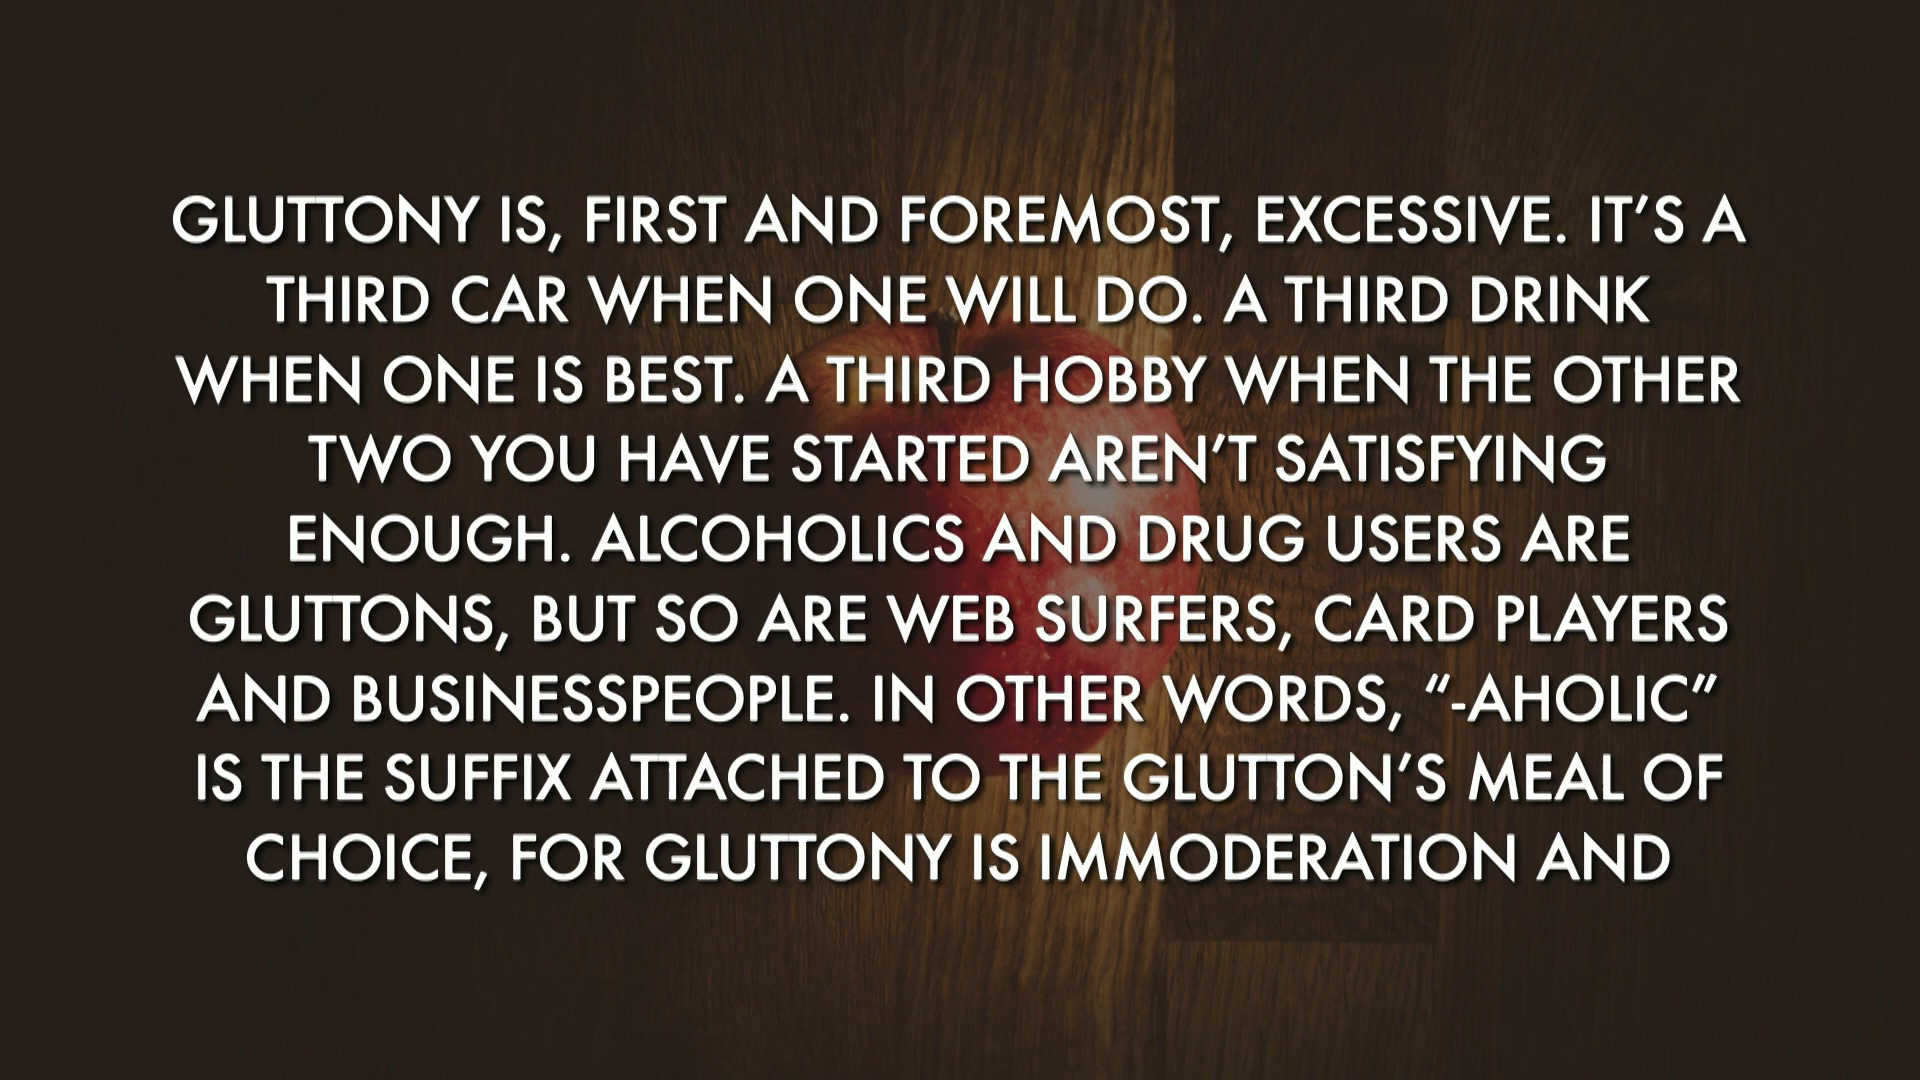 GLUTTONY IS, FIRST AND FOREMOST, EXCESSIVE. IT’S A
THIRD CAR WHEN ONE WILL DO. A THIRD DRINK
WHEN ONE IS BEST. A THIRD HOBBY WHEN THE OTHER
TWO YOU HAVE STARTED AREN’T SATISFYING
ENOUGH. ALCOHOLICS AND DRUG USERS ARE
GLUTTONS, BUT SO ARE WEB SURFERS, CARD PLAYERS
AND BUSINESSPEOPLE. IN OTHER WORDS, “-AHOLIC”
IS THE SUFFIX ATTACHED TO THE GLUTTON’S MEAL OF
CHOICE, FOR GLUTTONY IS IMMODERATION AND